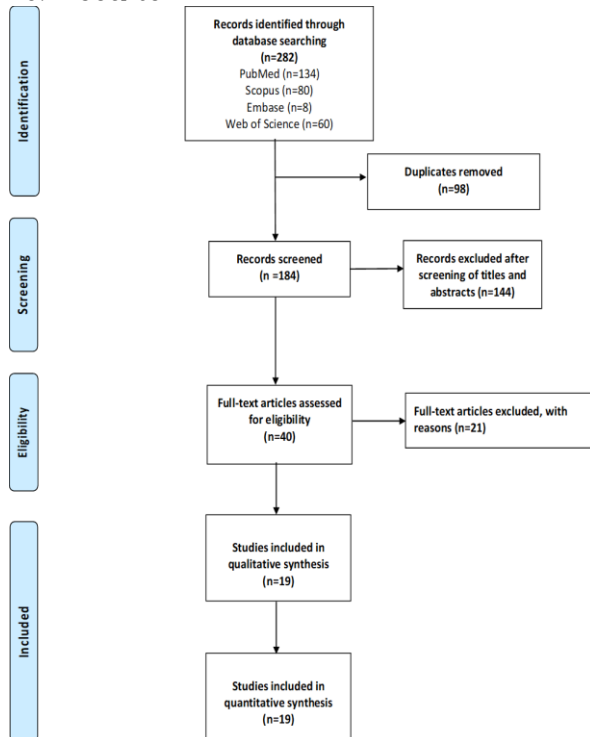 Records identified through
database searching
(n=282)
PubMed (n=134)
Scopus (n=80)
Embase (n=8)
Web of Science (n=60)
Identification
Duplicates removed
(n=98)
Screening
Records screened
(n =184)
Records excluded after
screening of titles and
abstracts (n=144)
Eligibility
Full-text articles assessed
for eligibility
(n=40)
Full-text articles excluded, with
reasons (n=21)
Included
Studies included in
qualitative synthesis
(n=19)
Studies included in
quantitative synthesis
(n=19)